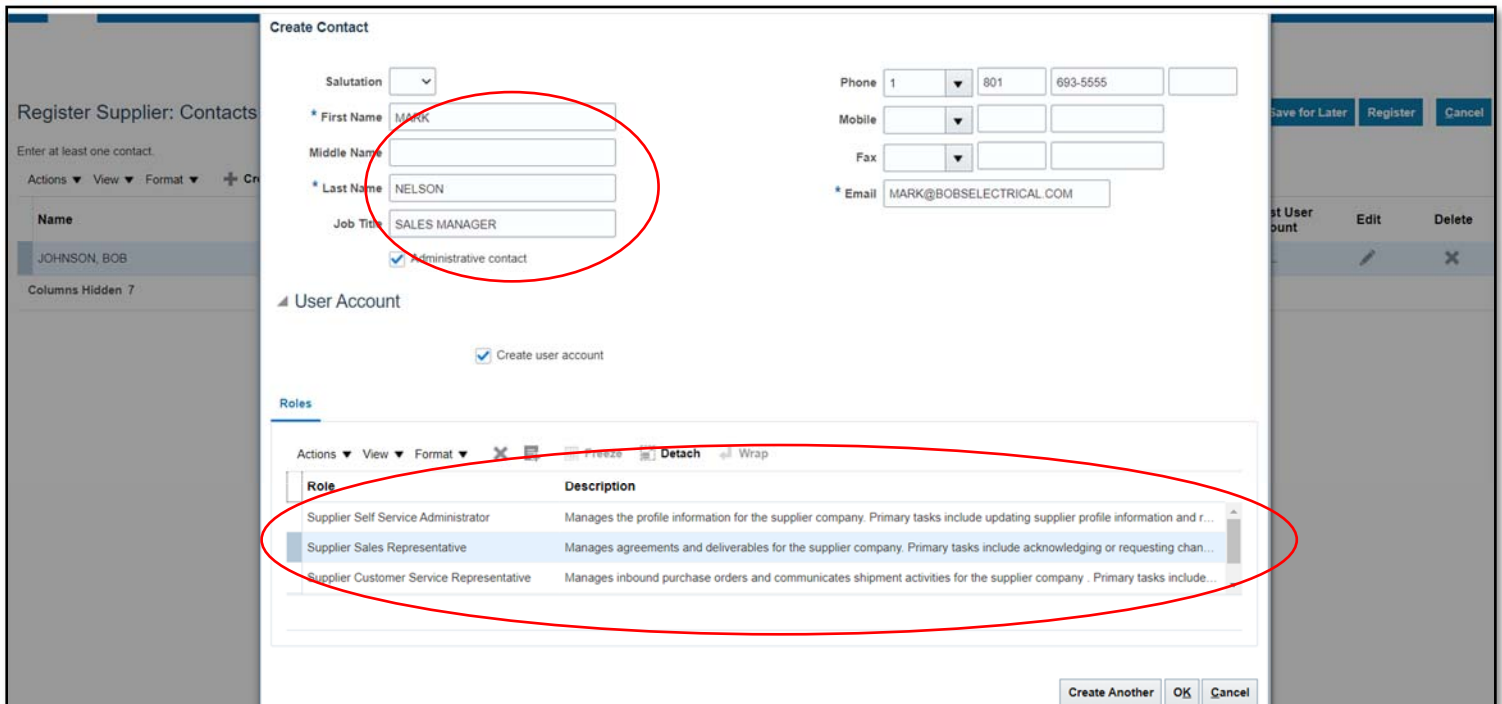 Create Contact
Salutation
* First Name MARK
Middle Name
* Last Name NELSON
Job Title SALES MANAGER
Administrative contact
Phone 1 801 693-5555
Mobile
Fax
* Email MARK@BOBSELECTRICAL.COM
Register Supplier: Contacts
Save for Later Register Cancel
Enter at least one contact.
Actions View Format
Name
Edit Delete
JOHNSON, BOB
Columns Hidden 7
User Account
Create user account
Roles
Actions View Format Freeze Detach Wrap
Role Description
Supplier Self Service Administrator Manages the profile information for the supplier company. Primary tasks include updating supplier profile information and r...
Supplier Sales Representative Manages agreements and deliverables for the supplier company. Primary tasks include acknowledging or requesting chan...
Supplier Customer Service Representative Manages inbound purchase orders and communicates shipment activities for the supplier company . Primary tasks include...
Create Another OK Cancel